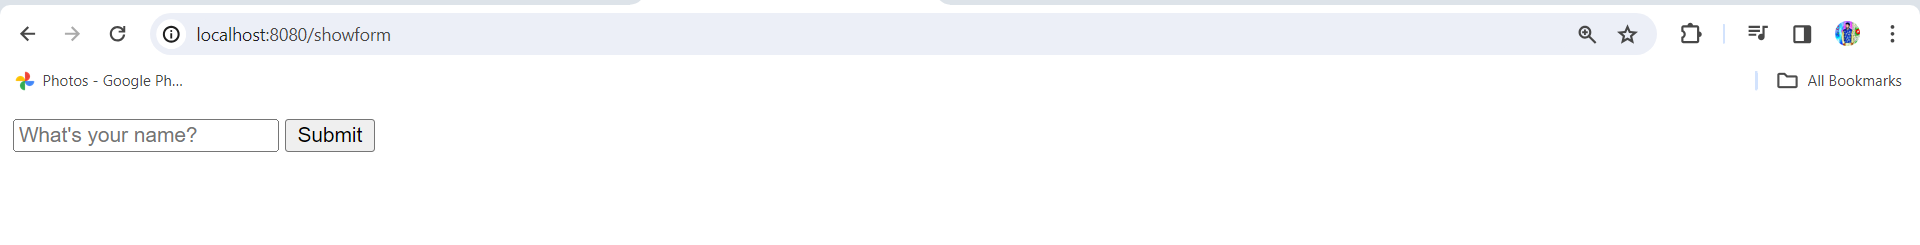 localhost:8080/showform
Photos - Google Ph...
All Bookmarks
What's your name?
Submit